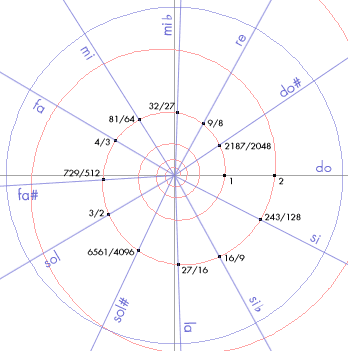 mi♭
re
mi
do#
fa
32/27
81/64
9/8
4/3
2187/2048
729/512
do
1
2
fa#
3/2
243/128
si
6561/4096
16/9
sol
27/16
sol#
la
si♭